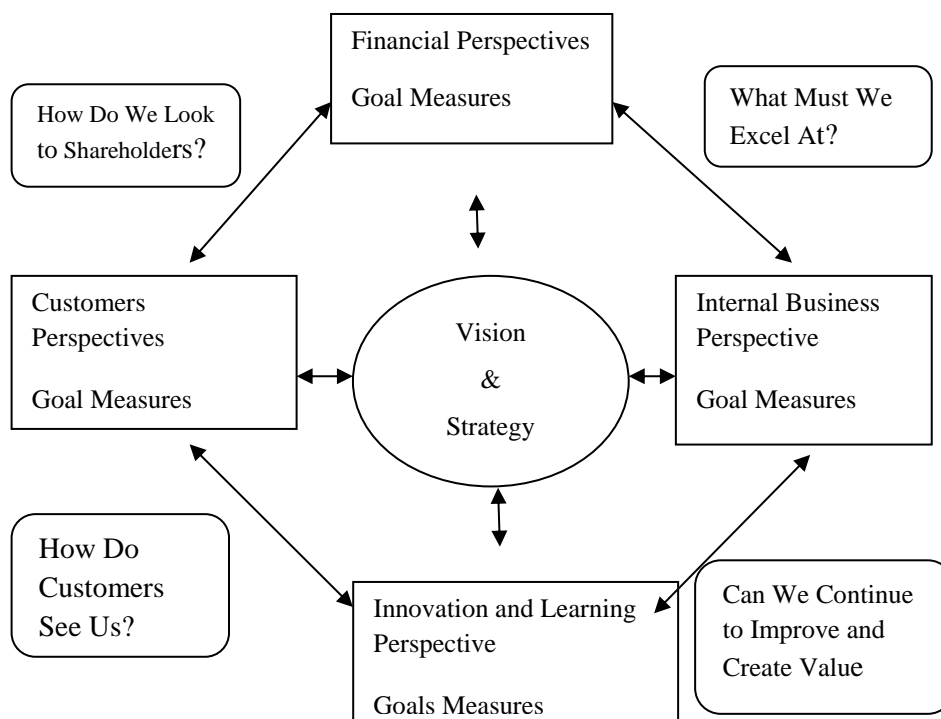 Financial Perspectives
Goal Measures
How Do We Look
to Shareholders?
What Must We
Excel At?
Customers
Perspectives
Goal Measures
Vision
&
Strategy
Internal Business
Perspective
Goal Measures
How Do
Customers
See Us?
Innovation and Learning
Perspective
Goals Measures
Can We Continue
to Improve and
Create Value